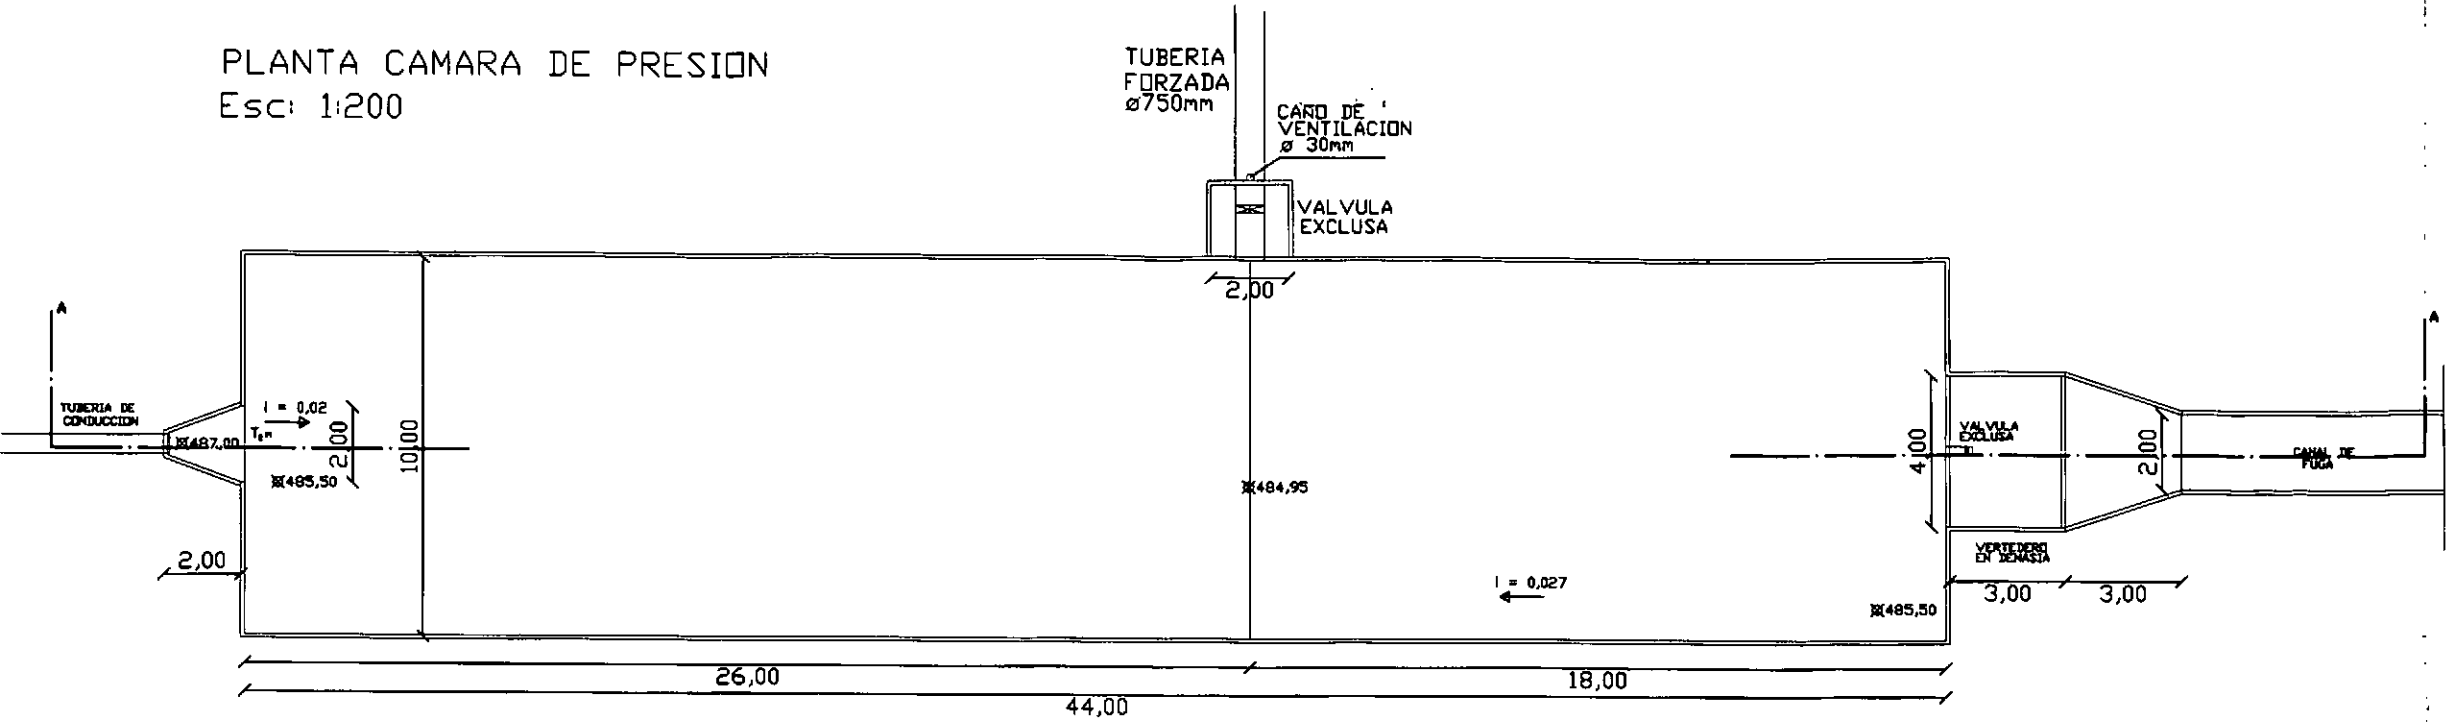 PLANTA CAMARA DE PRESION
Esc: 1:200
TUBERIA
FORZADA
ø750mm
CAÑO DE
VENTILACION
ø 30mm
VALVULA
EXCLUSA
2,00
A
A
TUBERIA DE
CONDUCCION
487,00
I = 0,02
485,50
2,00
10,00
2,00
484,95
I = 0,027
485,50
4,00
VALVULA
EXCLUSA
2,00
CANAL DE
FUGA
VERTEDERO
EN DEMASIA
3,00
3,00
26,00
18,00
44,00